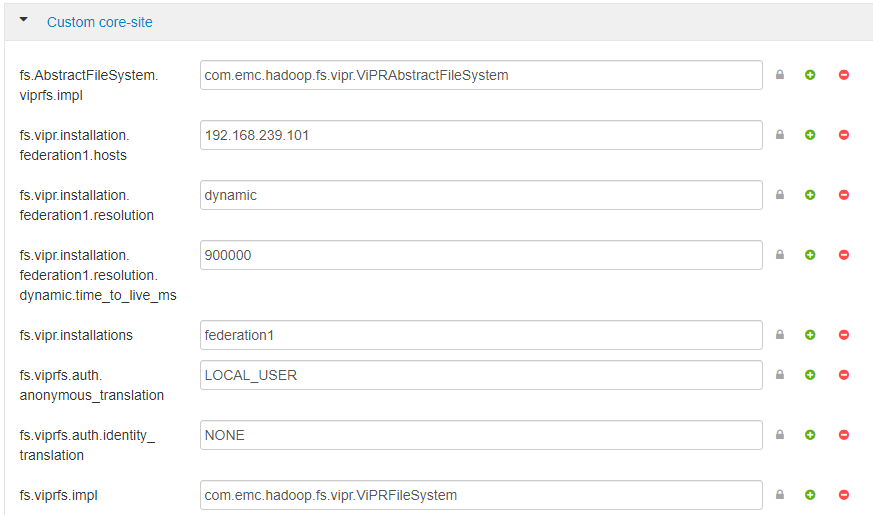 Custom core-site
fs.AbstractFileSystem. com.emc.hadoop.fs.vipr.ViPRAbstractFileSystem
viprfs.impl
fs.vipr.installation. 192.168.239.101
federation1.hosts
fs.vipr.installation. dynamic
federation1.resolution
fs.vipr.installation. 900000
federation1.resolution.
dynamic.time_to_live_ms
fs.vipr.installations federation1
fs.viprfs.auth. LOCAL_USER
anonymous_translation
fs.viprfs.auth.identity_ NONE
translation
fs.viprfs.impl com.emc.hadoop.fs.vipr.ViPRFileSystem